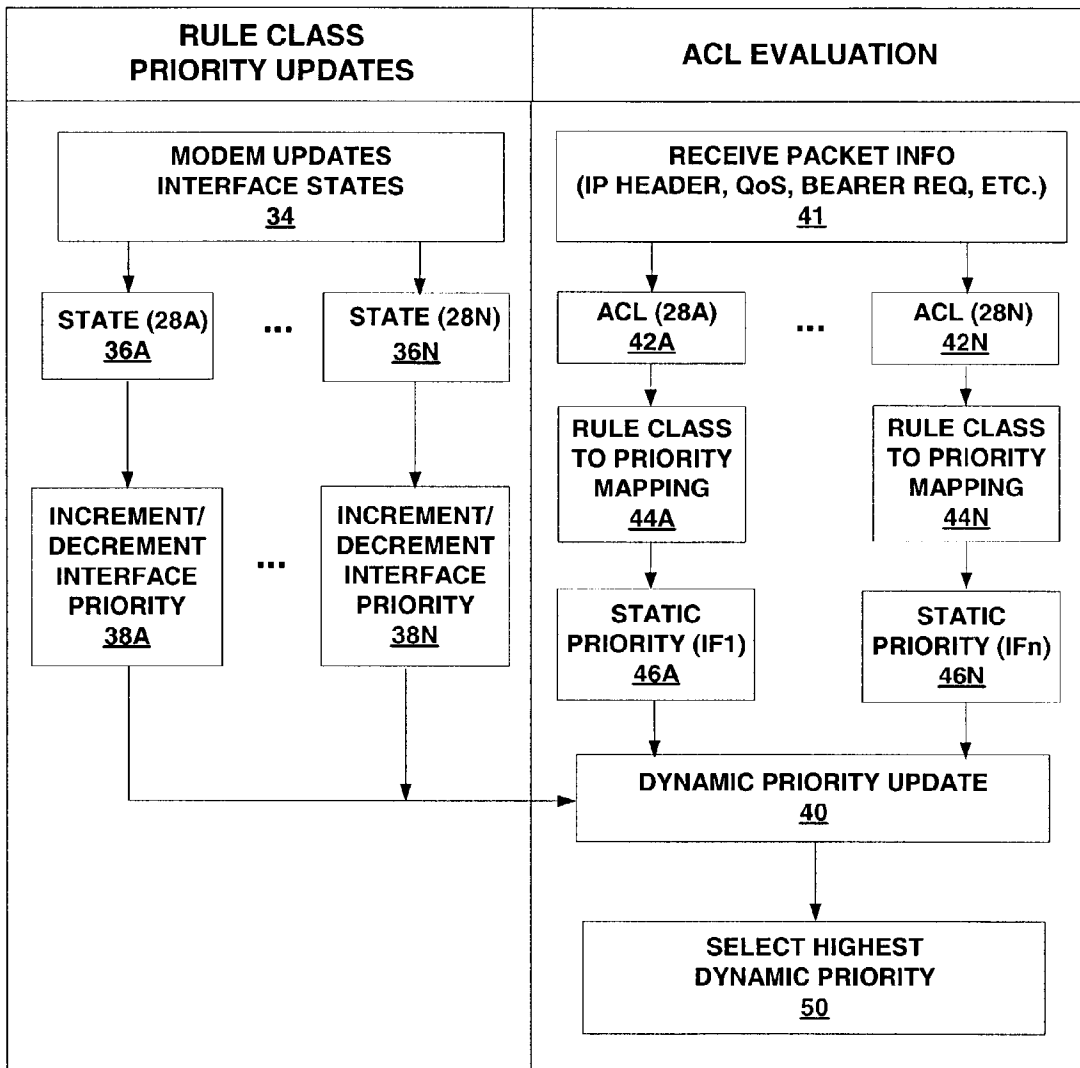 RULE CLASS
PRIORITY UPDATES
ACL EVALUATION
MODEM UPDATES
INTERFACE STATES
34
STATE (28A)
36A
...
STATE (28N)
36N
INCREMENT/
DECREMENT
INTERFACE
PRIORITY
38A
...
INCREMENT/
DECREMENT
INTERFACE
PRIORITY
38N
RECEIVE PACKET INFO
(IP HEADER, QoS, BEARER REQ, ETC.)
41
ACL (28A)
42A
...
ACL (28N)
42N
RULE CLASS
TO PRIORITY
MAPPING
44A
RULE CLASS
TO PRIORITY
MAPPING
44N
STATIC
PRIORITY (IF1)
46A
STATIC
PRIORITY (IFn)
46N
DYNAMIC PRIORITY UPDATE
40
SELECT HIGHEST
DYNAMIC PRIORITY
50